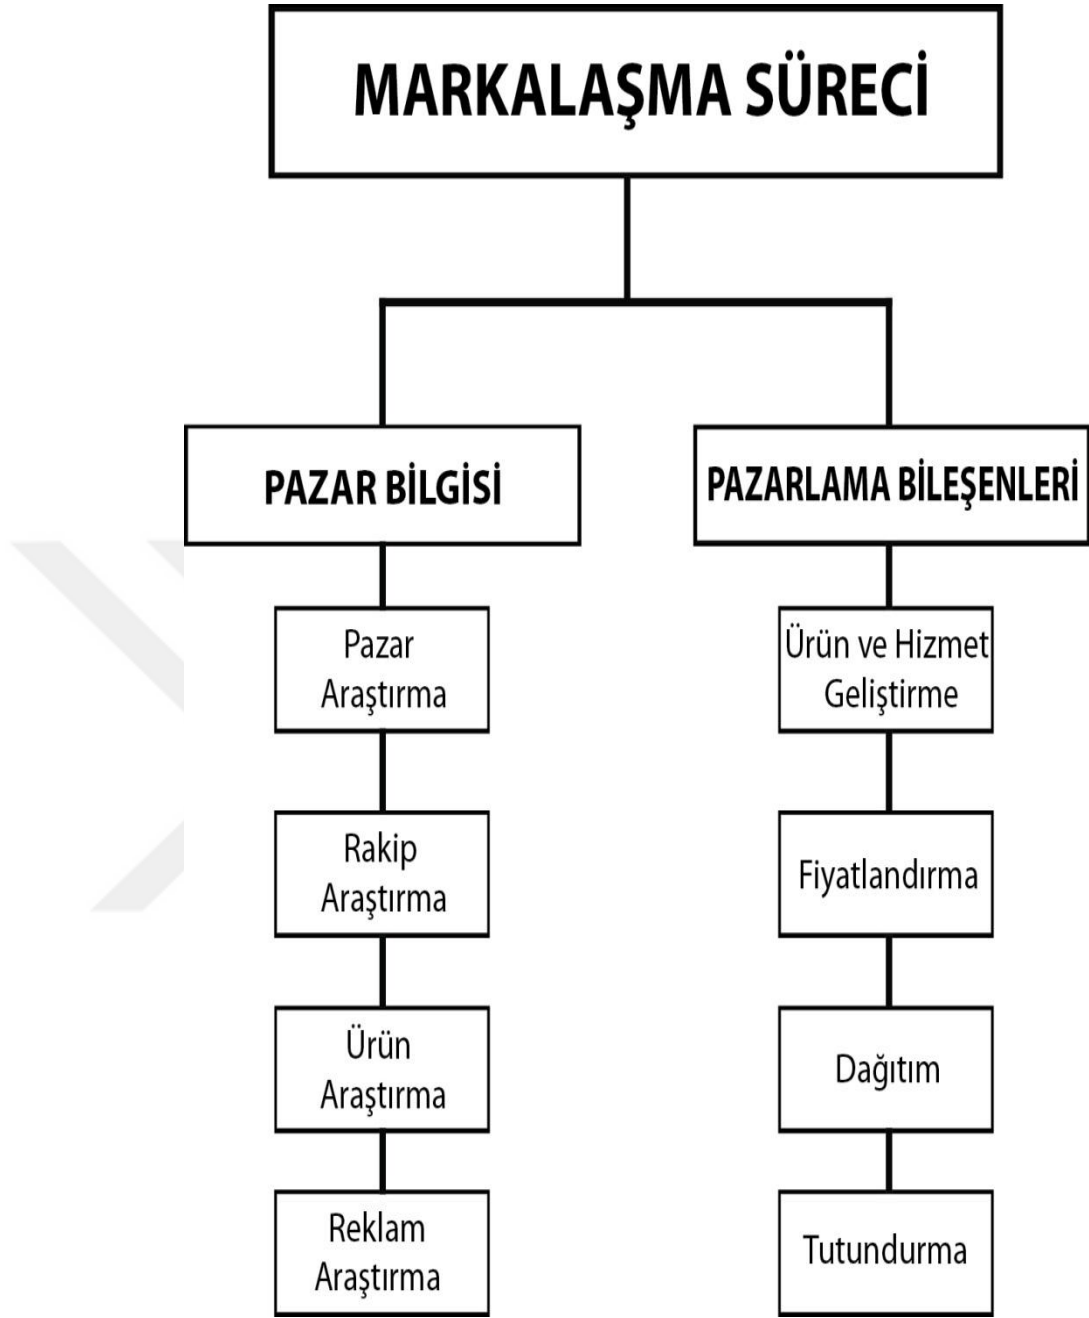 MARKALAŞMA SÜRECİ
PAZAR BİLGİSİ
Pazar
Araştırma
Rakip
Araştırma
Ürün
Araştırma
Reklam
Araştırma
PAZARLAMA BİLEŞENLERİ
Ürün ve Hizmet
Geliştirme
Fiyatlandırma
Dağıtım
Tutundurma